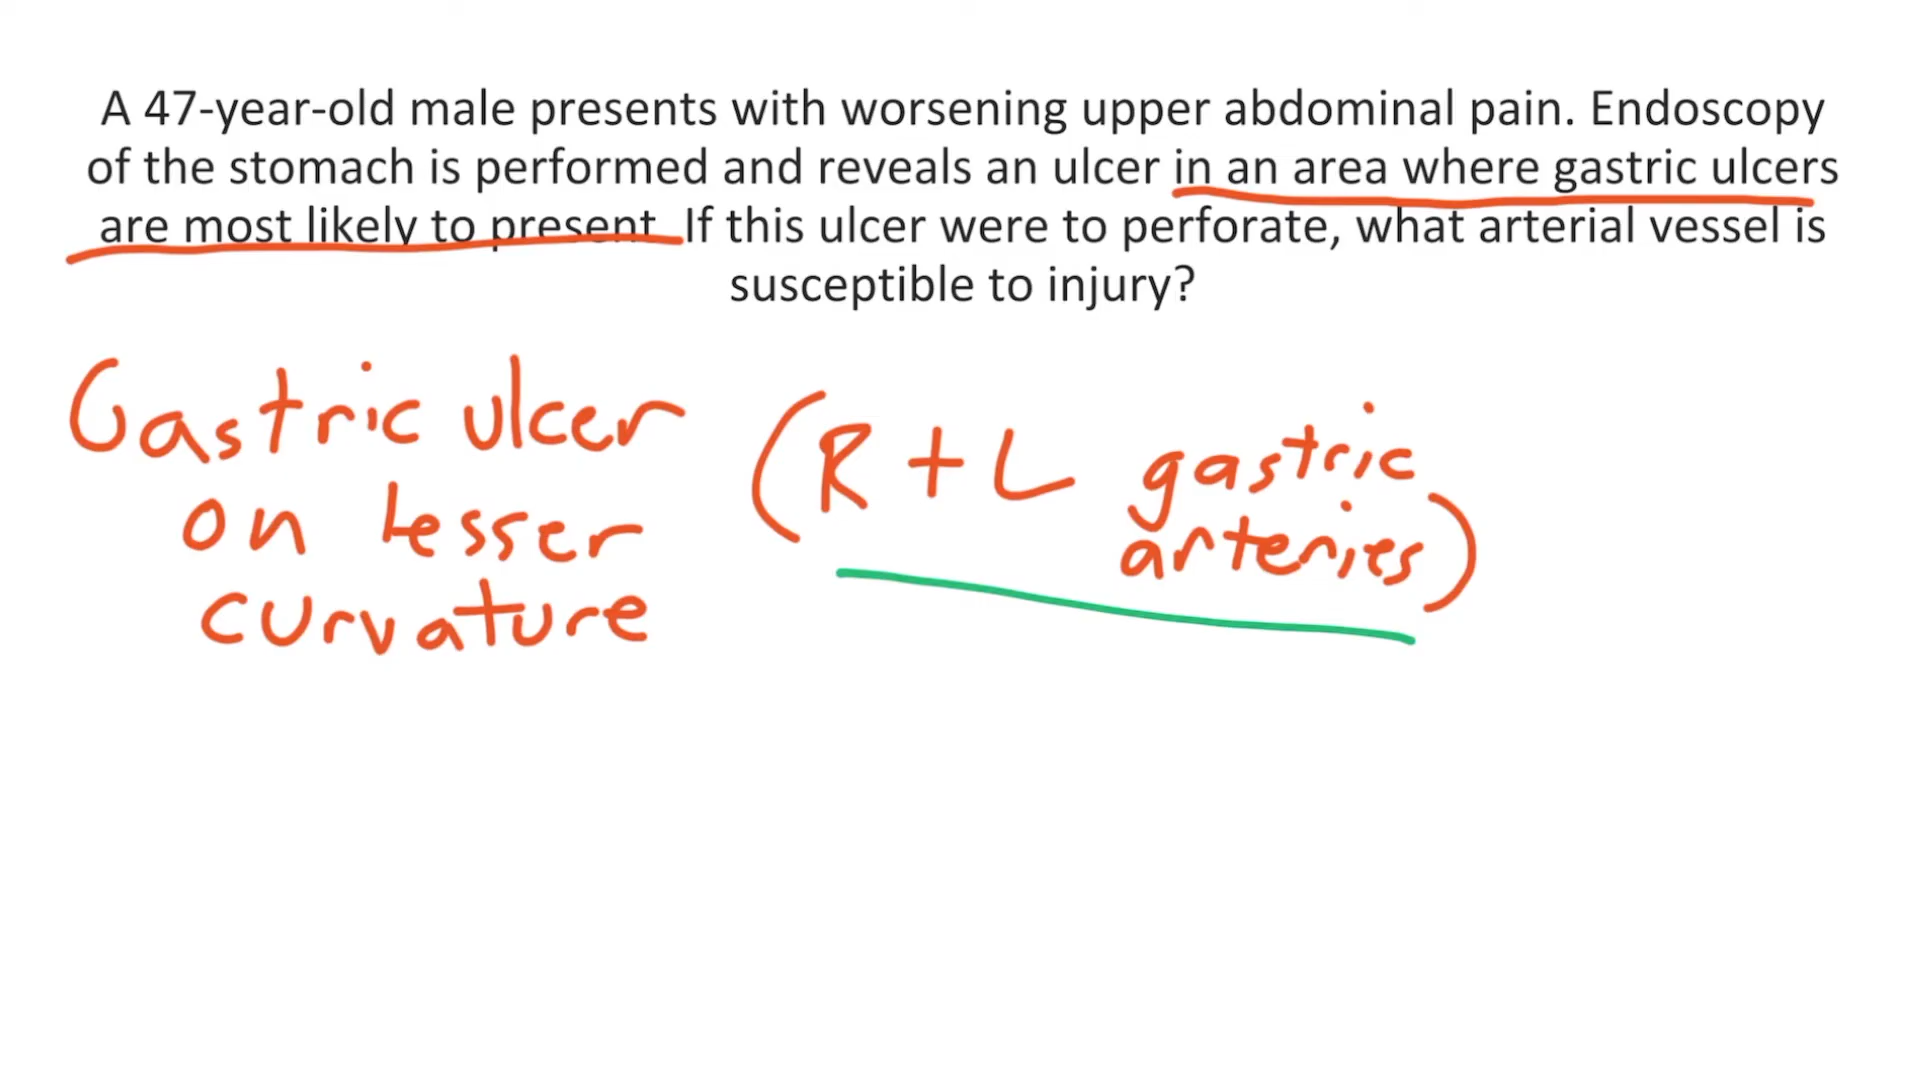 A 47-year-old male presents with worsening upper abdominal pain. Endoscopy
of the stomach is performed and reveals an ulcer in an area where gastric ulcers
are most likely to present. If this ulcer were to perforate, what arterial vessel is
susceptible to injury?
Gastric ulcer
on lesser
curvature
(R + L gastric
arteries)